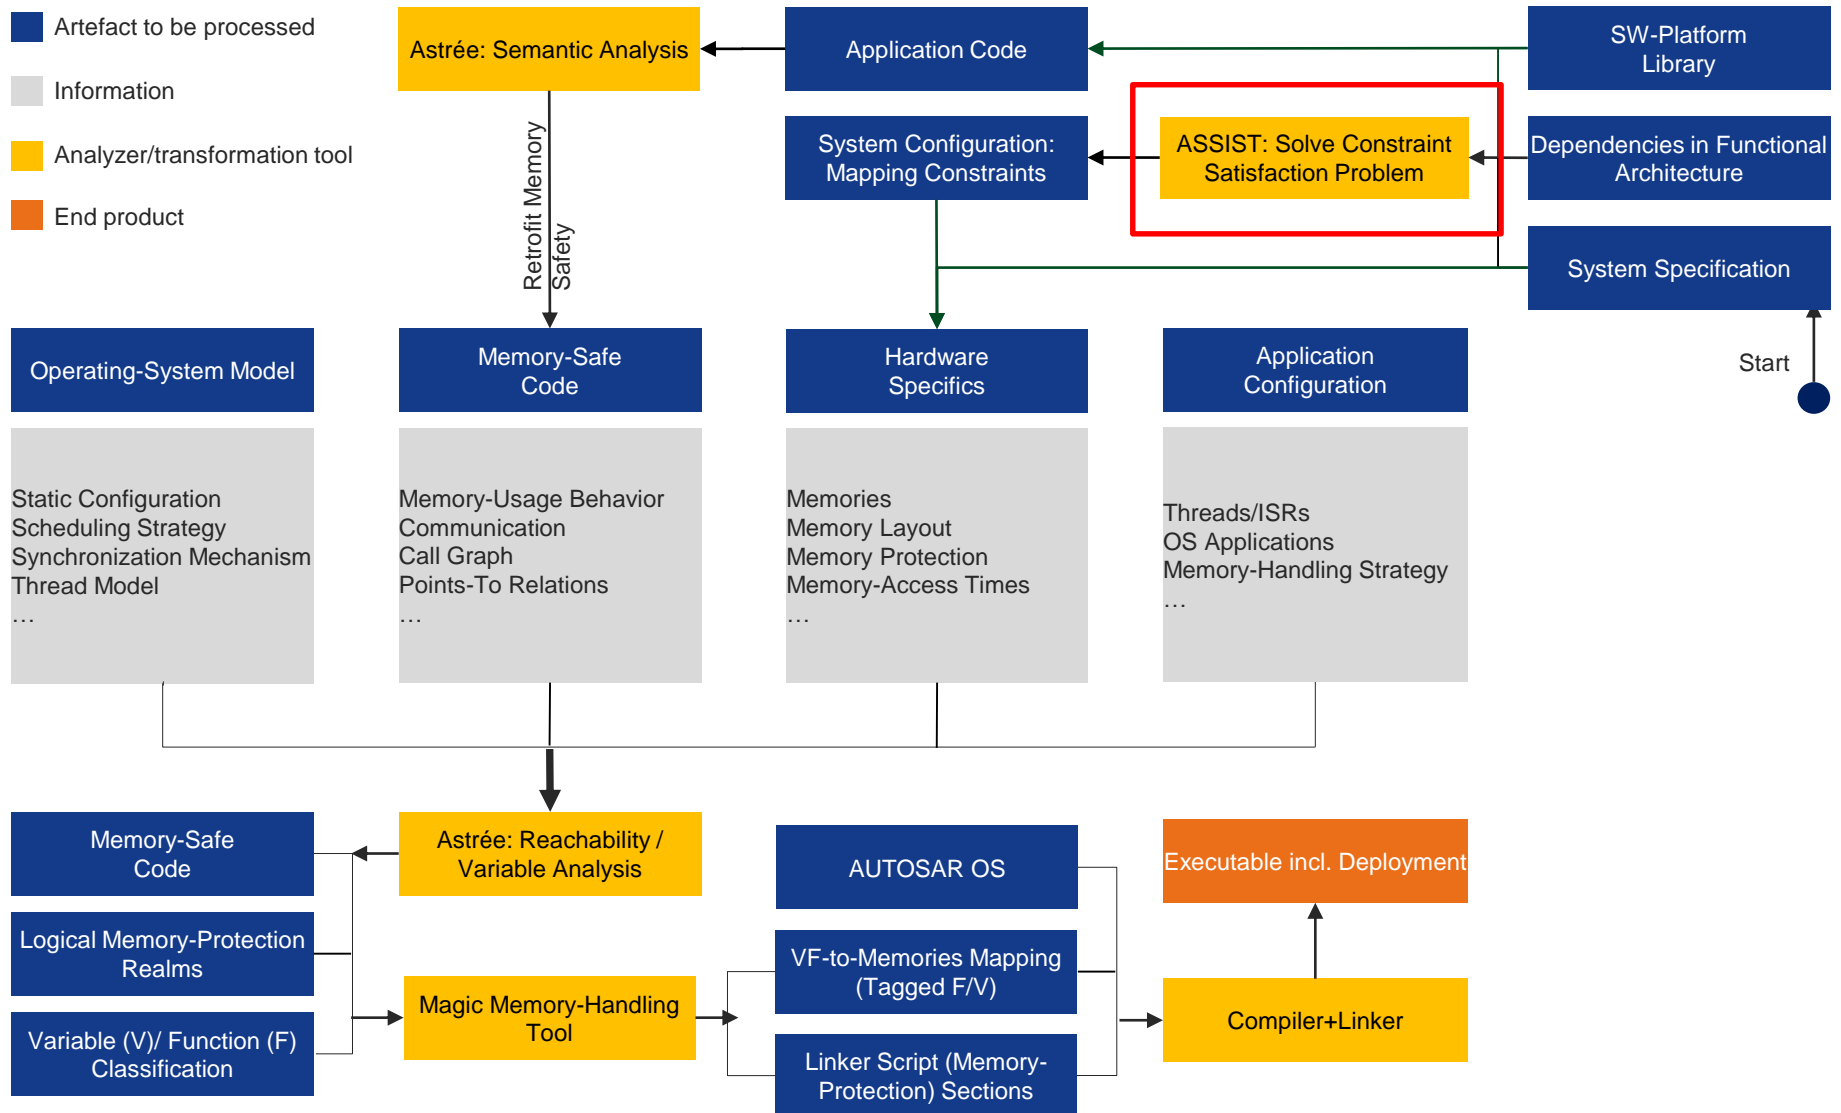 Artefact to be processed
Information
Analyzer/transformation tool
End product
Astrée: Semantic Analysis
Application Code
SW-Platform
Library
System Configuration:
Mapping Constraints
ASSIST: Solve Constraint
Satisfaction Problem
Dependencies in Functional
Architecture
System Specification
Retrofit Memory
Safety
Start
Operating-System Model
Memory-Safe
Code
Hardware
Specifics
Application
Configuration
Static Configuration
Scheduling Strategy
Synchronization Mechanism
Thread Model
…
Memory-Usage Behavior
Communication
Call Graph
Points-To Relations
…
Memories
Memory Layout
Memory Protection
Memory-Access Times
…
Threads/ISRs
OS Applications
Memory-Handling Strategy
…
Memory-Safe
Code
Astrée: Reachability /
Variable Analysis
AUTOSAR OS
Executable incl. Deployment
Logical Memory-Protection
Realms
VF-to-Memories Mapping
(Tagged F/V)
Magic Memory-Handling
Tool
Compiler+Linker
Variable (V)/ Function (F)
Classification
Linker Script (Memory-
Protection) Sections